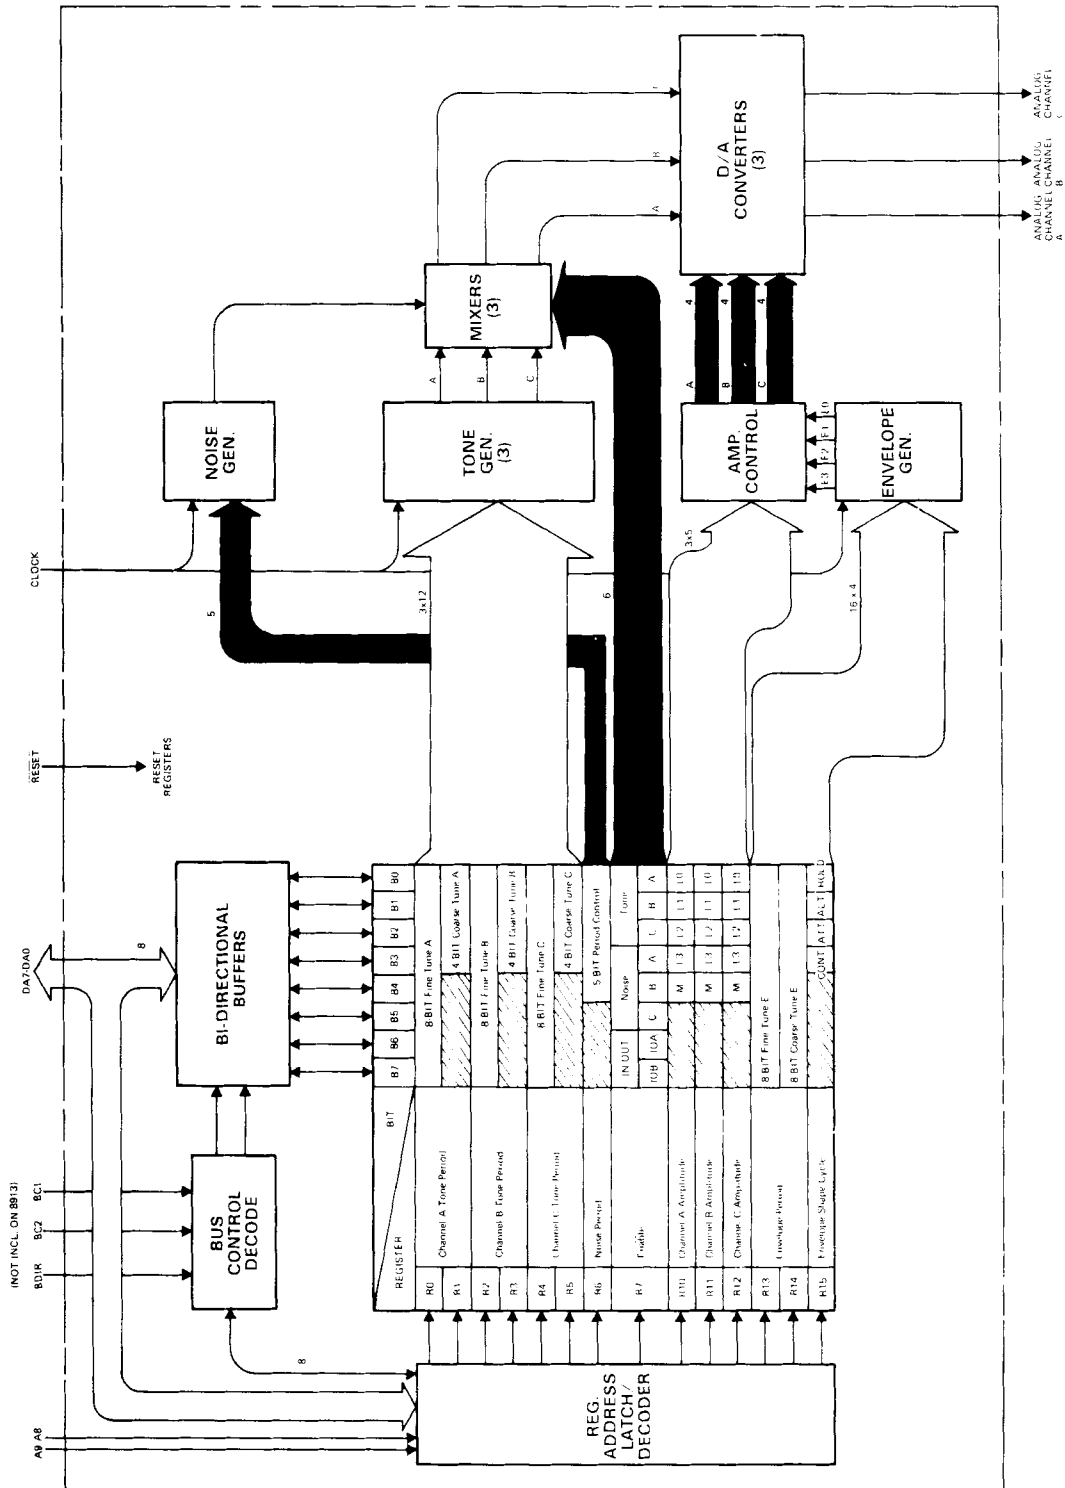 (NOT INCL. ON 8913)
A9 A8
BDIR
BC2
BC1
DA7-DA0
RESET
CLOCK
8
8
BUS
CONTROL
DECODE
BI-DIRECTIONAL
BUFFERS
RESET
REGISTERS
REG.
ADDRESS
LATCH/
DECODER
REGISTER
BIT
B7
B6
B5
B4
B3
B2
B1
B0
R0
Channel A Tone Period
8-BIT Fine Tune A
R1
4 BIT Coarse Tune A
R2
Channel B Tone Period
8-BIT Fine Tune B
R3
4 BIT Coarse Tune B
R4
Channel C Tone Period
8-BIT Fine Tune C
R5
4 BIT Coarse Tune C
R6
Noise Period
5 BIT Period Control
R7
Enable
IN OUT
Noise
Tone
IOB
IOA
C
B
A
C
B
A
R10
Channel A Amplitude
M
L3
L2
L1
L0
R11
Channel B Amplitude
M
L3
L2
L1
L0
R12
Channel C Amplitude
M
L3
L2
L1
L0
R13
Envelope Period
8 BIT Fine Tune E
R14
8 BIT Coarse Tune E
R15
Envelope Shape Cycle
CONT
ATT
ALT
HOLD
5
3x12
6
3x5
16 x 4
NOISE
GEN.
TONE
GEN.
(3)
AMP.
CONTROL
E3
E2
E1
E0
ENVELOPE
GEN.
A
B
C
MIXERS
(3)
A
B
C
4
4
4
A
B
D/A
CONVERTERS
(3)
ANALOG
CHANNEL
A
ANALOG
CHANNEL
B
ANALOG
CHANNEL
C